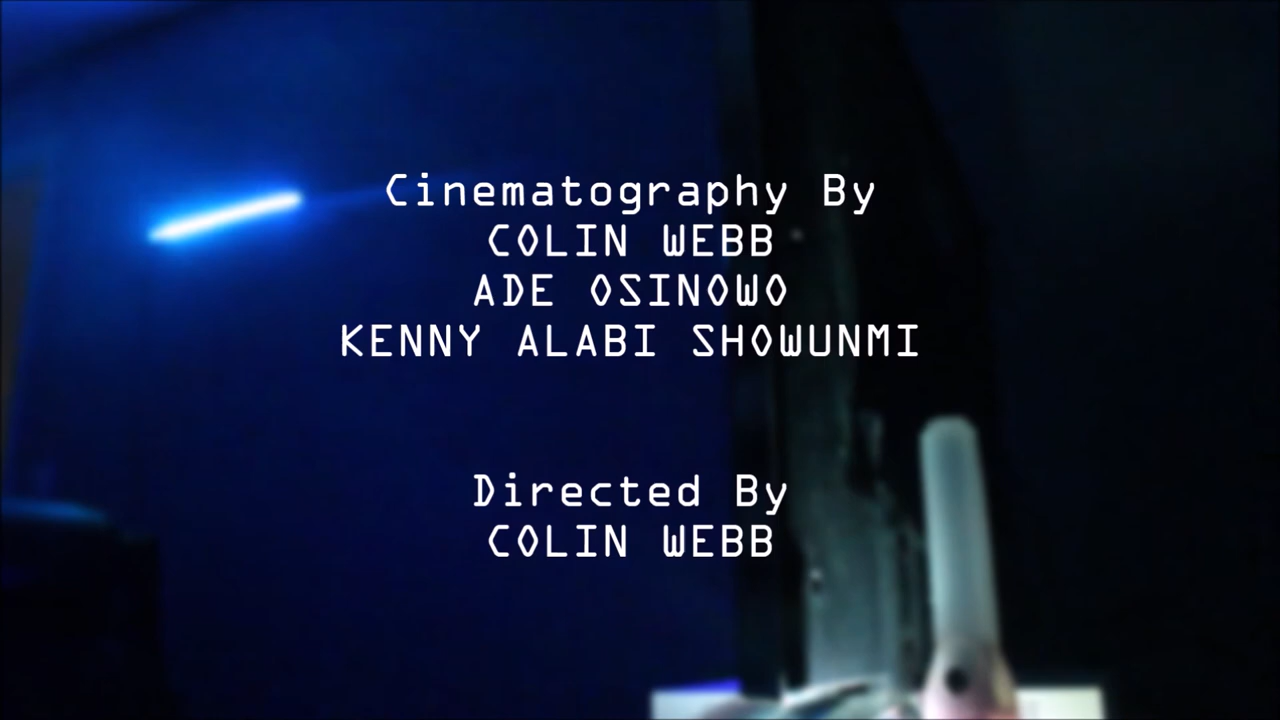 Cinematography By
COLIN WEBB
ADE OSINOWO
KENNY ALABI SHOWUNMI
Directed By
COLIN WEBB